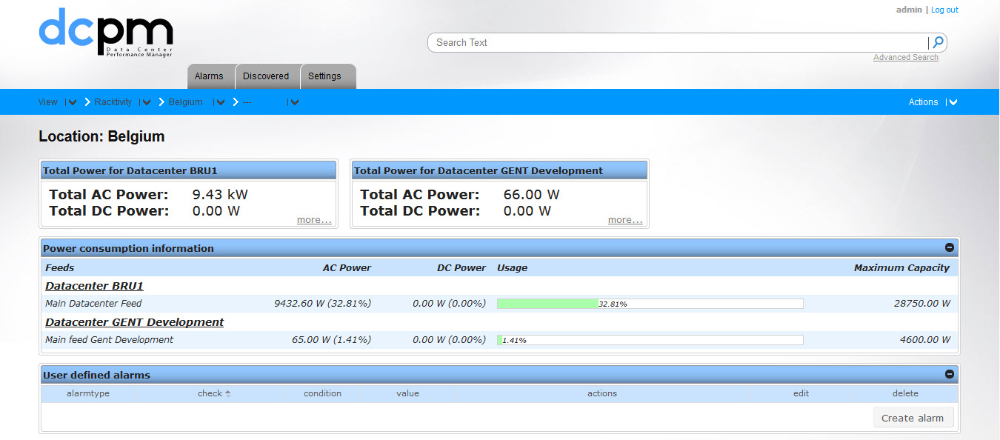 admin | Log out
dcpm
Data Center
Performance Manager
Search Text
Advanced Search
Alarms Discovered Settings
View Racktivity Belgium --- Actions
Location: Belgium
Total Power for Datacenter BRU1
Total AC Power: 9.43 kW
Total DC Power: 0.00 W
more...
Total Power for Datacenter GENT Development
Total AC Power: 66.00 W
Total DC Power: 0.00 W
more...
Power consumption information
Feeds AC Power DC Power Usage Maximum Capacity
Datacenter BRU1
Main Datacenter Feed 9432.60 W (32.81%) 0.00 W (0.00%) 32.81% 28750.00 W
Datacenter GENT Development
Main feed Gent Development 65.00 W (1.41%) 0.00 W (0.00%) 1.41% 4600.00 W
User defined alarms
alarmtype check condition value actions edit delete
Create alarm